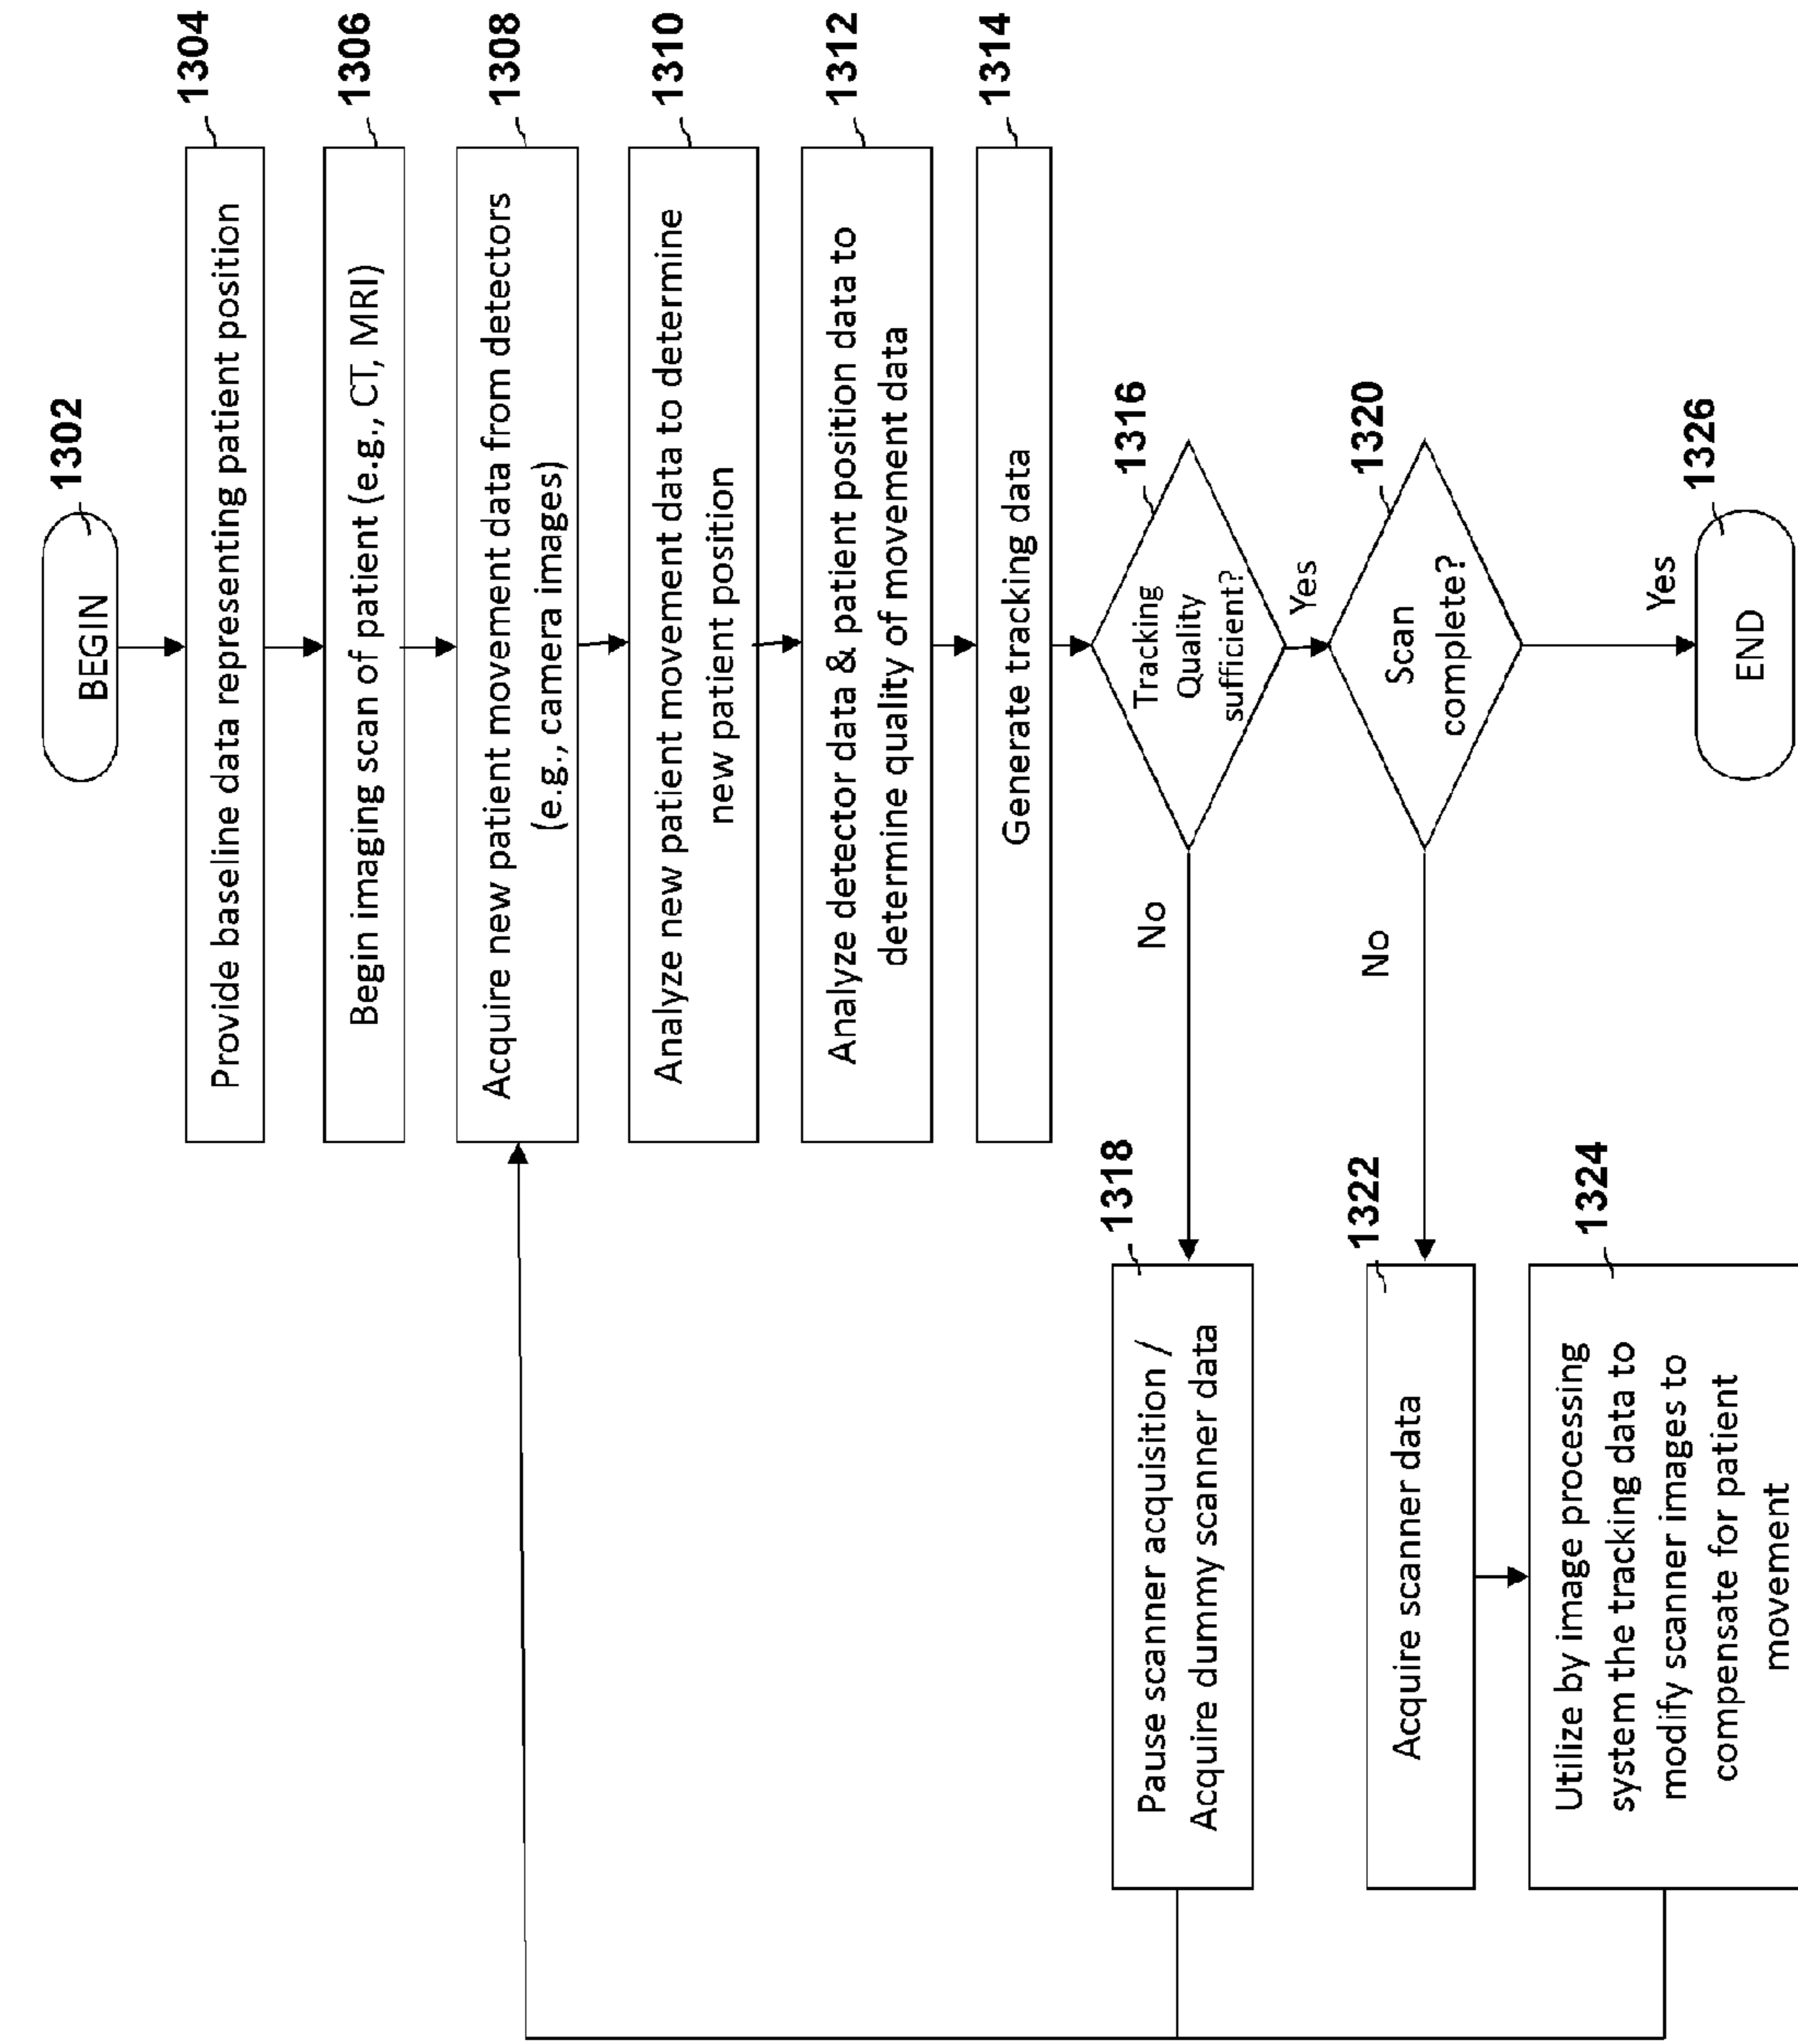 1302
BEGIN
1304
Provide baseline data representing patient position
1306
Begin imaging scan of patient (e.g., CT, MRI)
1308
Acquire new patient movement data from detectors
(e.g., camera images)
1310
Analyze new patient movement data to determine
new patient position
1312
Analyze detector data & patient position data to
determine quality of movement data
1314
Generate tracking data
1316
Tracking
Quality
sufficient?
No
Yes
1318
Pause scanner acquisition /
Acquire dummy scanner data
1320
Scan
complete?
No
Yes
1322
Acquire scanner data
1324
Utilize by image processing
system the tracking data to
modify scanner images to
compensate for patient
movement
1326
END